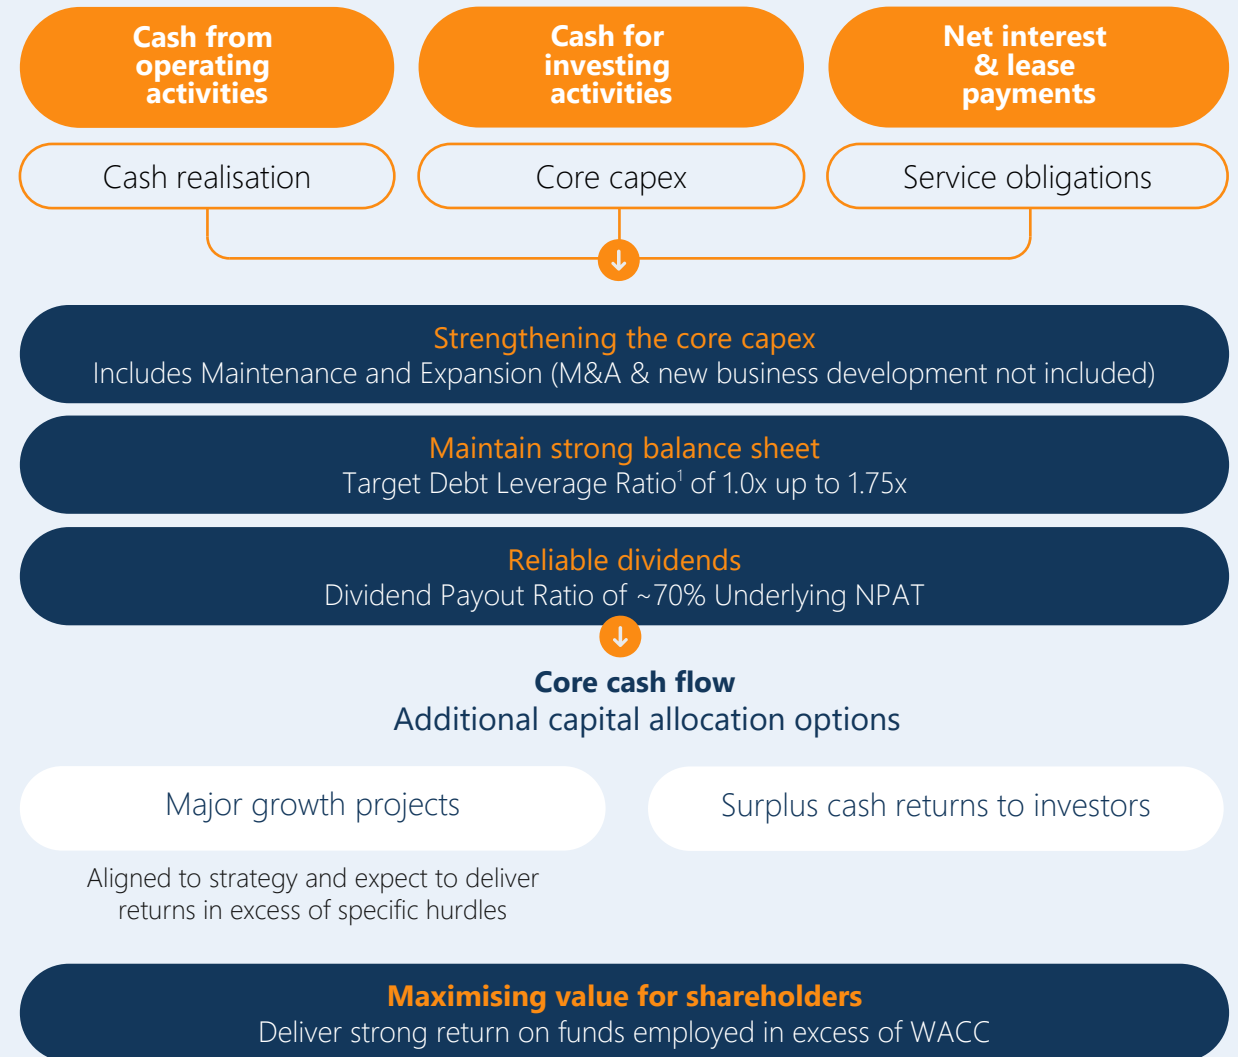 Cash from
operating
activities
Cash for
investing
activities
Net interest
& lease
payments
Cash realisation
Core capex
Service obligations
Strengthening the core capex
Includes Maintenance and Expansion (M&A & new business development not included)
Maintain strong balance sheet
Target Debt Leverage Ratio¹ of 1.0x up to 1.75x
Reliable dividends
Dividend Payout Ratio of ~70% Underlying NPAT
Core cash flow
Additional capital allocation options
Major growth projects
Surplus cash returns to investors
Aligned to strategy and expect to deliver
returns in excess of specific hurdles
Maximising value for shareholders
Deliver strong return on funds employed in excess of WACC